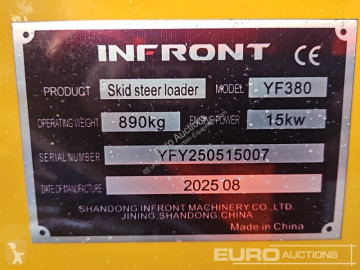 INFRONT CE
PRODUCT Skid steer loader MODEL YF380
OPERATING WEIGHT 890kg ENGINE POWER 15kw
SERIAL NUMBER YFY250515007
DATE OF MANUFACTURE 2025 08
SHANDONG INFRONT MACHINERY CO.,LTD.
JINING,SHANDONG,CHINA
Made in China
EURO AUCTIONS